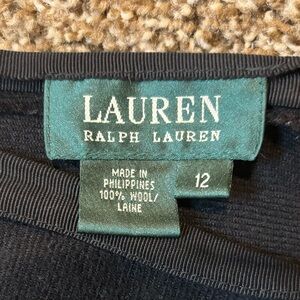 LAUREN
RALPH LAUREN
MADE IN
PHILIPPINES
100% WOOL/
LAINE
12